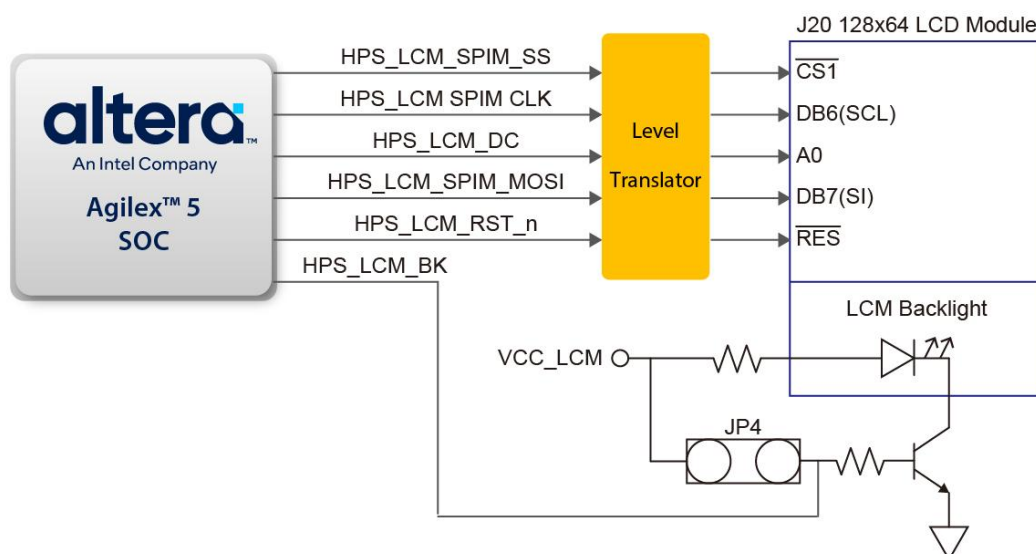 J20 128x64 LCD Module
HPS_LCM_SPIM_SS
CS1
HPS_LCM SPIM CLK
DB6(SCL)
altera™
An Intel Company
Level
Translator
HPS_LCM_DC
A0
Agilex™ 5
SOC
HPS_LCM_SPIM_MOSI
DB7(SI)
HPS_LCM_RST_n
RES
HPS_LCM_BK
LCM Backlight
VCC_LCM
JP4